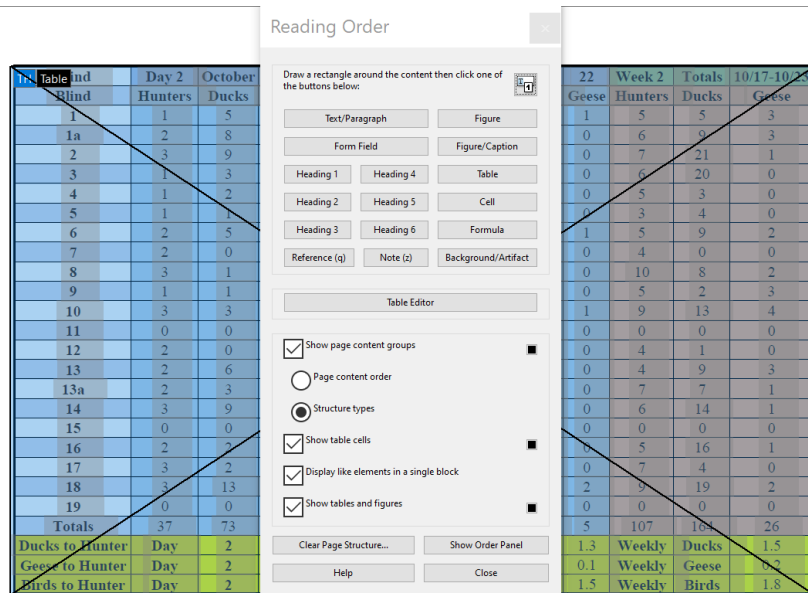 Reading Order
Draw a rectangle around the content then click one of
the buttons below:
Text/Paragraph Figure
Form Field Figure/Caption
Heading 1 Heading 4 Table
Heading 2 Heading 5 Cell
Heading 3 Heading 6 Formula
Reference (q) Note (z) Background/Artifact
Table Editor
Show page content groups
Page content order
Structure types
Show table cells
Display like elements in a single block
Show tables and figures
Clear Page Structure... Show Order Panel
Help Close
TH Table ind Day 2 October 22 Week 2 Totals 10/17-10/23
Blind Hunters Ducks Geese Hunters Ducks Geese
1 1 5 1 5 5 3
1a 2 8 0 6 9 3
2 3 9 0 7 21 1
3 1 3 0 6 20 0
4 1 2 0 5 3 0
5 1 1 0 3 4 0
6 2 5 1 5 9 2
7 2 0 0 4 0 0
8 3 1 0 10 8 2
9 1 1 0 5 2 3
10 3 3 1 9 13 4
11 0 0 0 0 0 0
12 2 0 0 4 1 0
13 2 6 0 4 9 3
13a 2 3 0 7 7 1
14 3 9 0 6 14 1
15 0 0 0 0 0 0
16 2 2 0 5 16 1
17 3 2 0 7 4 0
18 3 13 2 9 19 2
19 0 0 0 0 0 0
Totals 37 73 5 107 164 26
Ducks to Hunter Day 2 1.3 Weekly Ducks 1.5
Geese to Hunter Day 2 0.1 Weekly Geese 0.2
Birds to Hunter Day 2 1.5 Weekly Birds 1.8